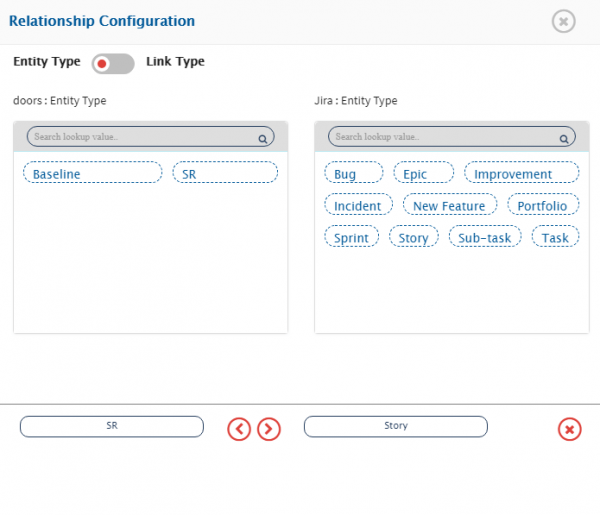 Relationship Configuration
Entity Type Link Type
doors : Entity Type
Jira : Entity Type
Search lookup value..
Search lookup value..
Baseline SR
Bug Epic Improvement
Incident New Feature Portfolio
Sprint Story Sub-task Task
SR Story